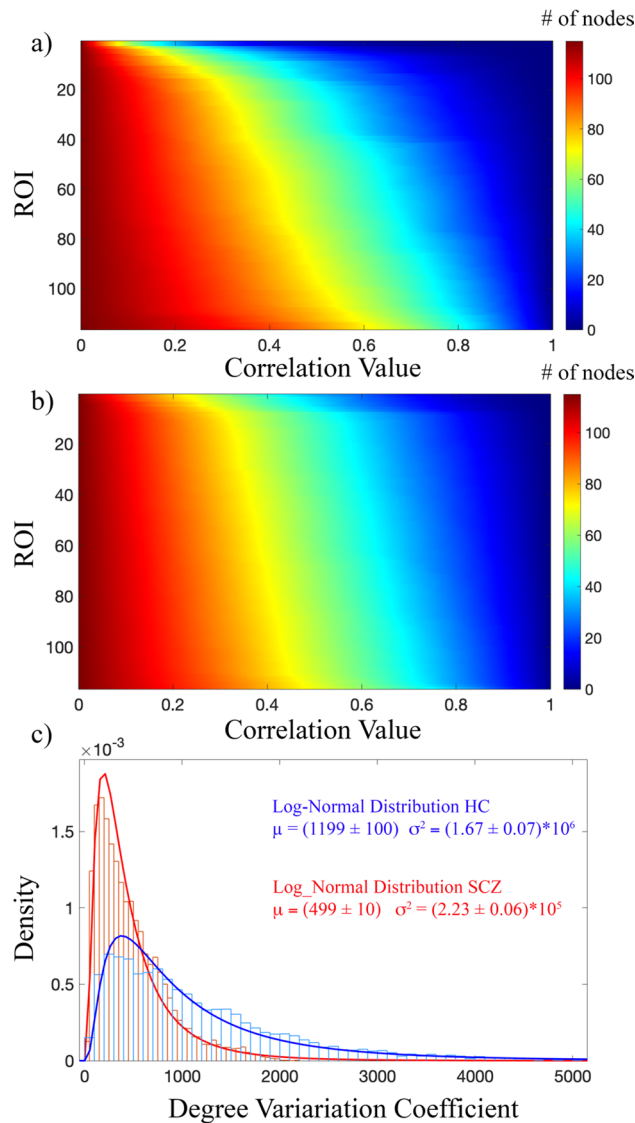 # of nodes
a)
100
80
60
40
20
0
20
40
60
80
100
ROI
0 0.2 0.4 0.6 0.8 1
Correlation Value
# of nodes
b)
100
80
60
40
20
0
20
40
60
80
100
ROI
0 0.2 0.4 0.6 0.8 1
Correlation Value
c)
×10⁻³
Log-Normal Distribution HC
μ = (1199 ± 100) σ² = (1.67 ± 0.07)*10⁶
Log_Normal Distribution SCZ
μ = (499 ± 10) σ² = (2.23 ± 0.06)*10⁵
1.5
1
0.5
0
Density
0 1000 2000 3000 4000 5000
Degree Variariation Coefficient